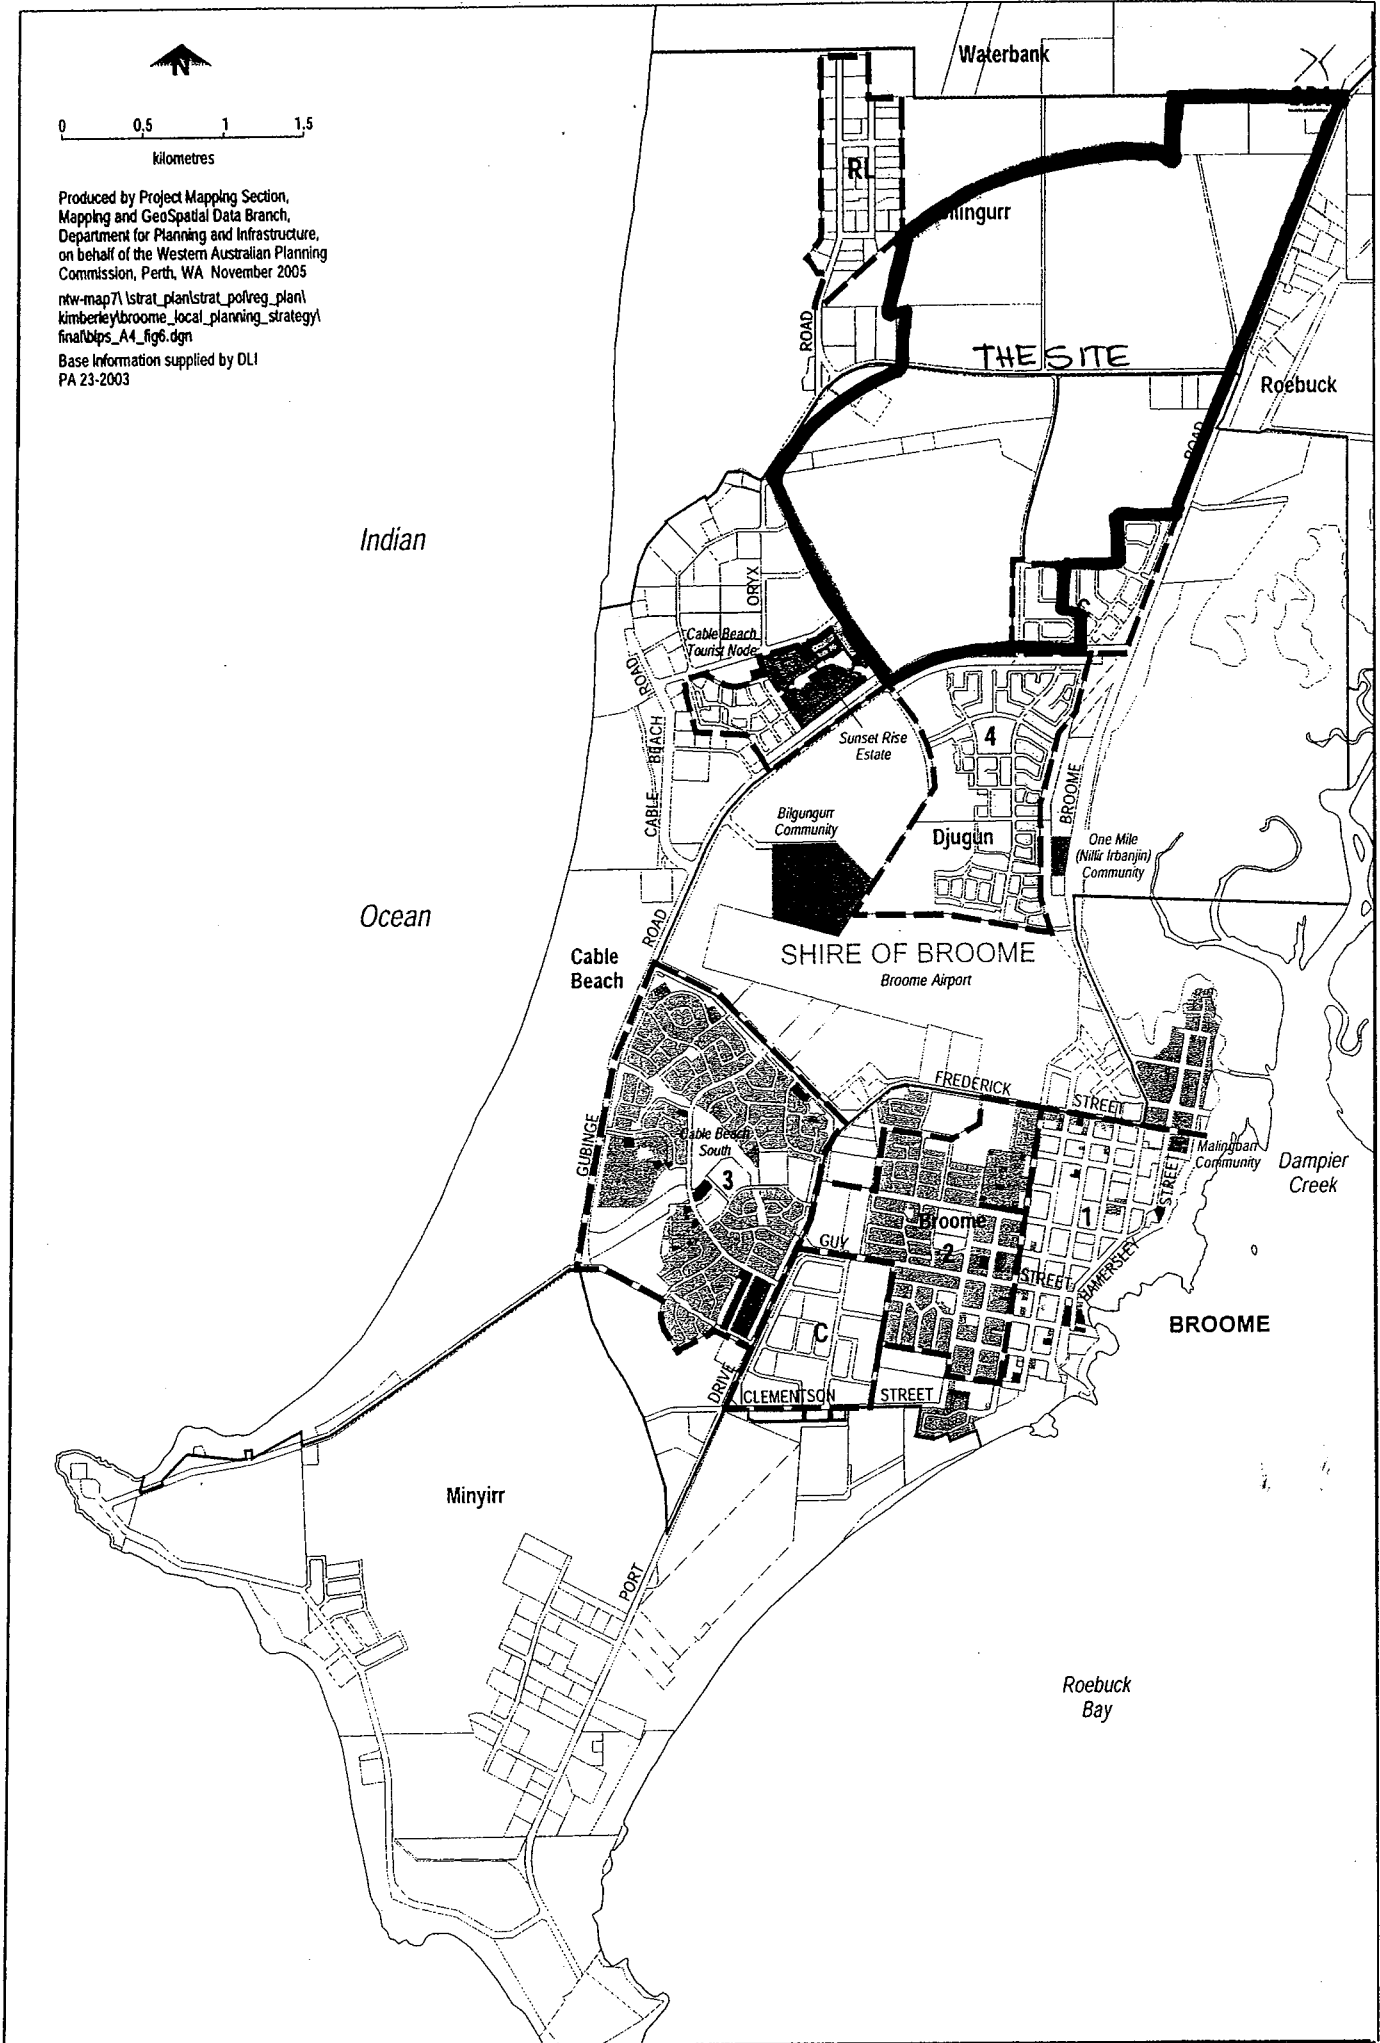 Waterbank
N
0 0.5 1 1.5
kilometres
Produced by Project Mapping Section,
Mapping and GeoSpatial Data Branch,
Department for Planning and Infrastructure,
on behalf of the Western Australian Planning
Commission, Perth, WA November 2005
ntw-map7\ \strat_plan\strat_pol\reg_plan\
kimberley\broome_local_planning_strategy\
final\blps_A4_fig6.dgn
Base Information supplied by DLI
PA 23-2003
RL
ROAD
THE SITE
Roebuck
ROAD
Indian
ORYX
Cable Beach
Tourist Node
ROAD
BEACH
CABLE
Sunset Rise
Estate
4
BROOME
Bilgungurr
Community
Djugun
One Mile
(Nillir Irbanjin)
Community
Ocean
ROAD
Cable
Beach
SHIRE OF BROOME
Broome Airport
FREDERICK
STREET
GUBINGE
Cable Beach
South
3
Malingbarr
Community
Dampier
Creek
STREET
1
Broome
2
GUY
STREET
HAMERSLEY
BROOME
C
DRIVE
CLEMENTSON
STREET
Minyirr
PORT
Roebuck
Bay